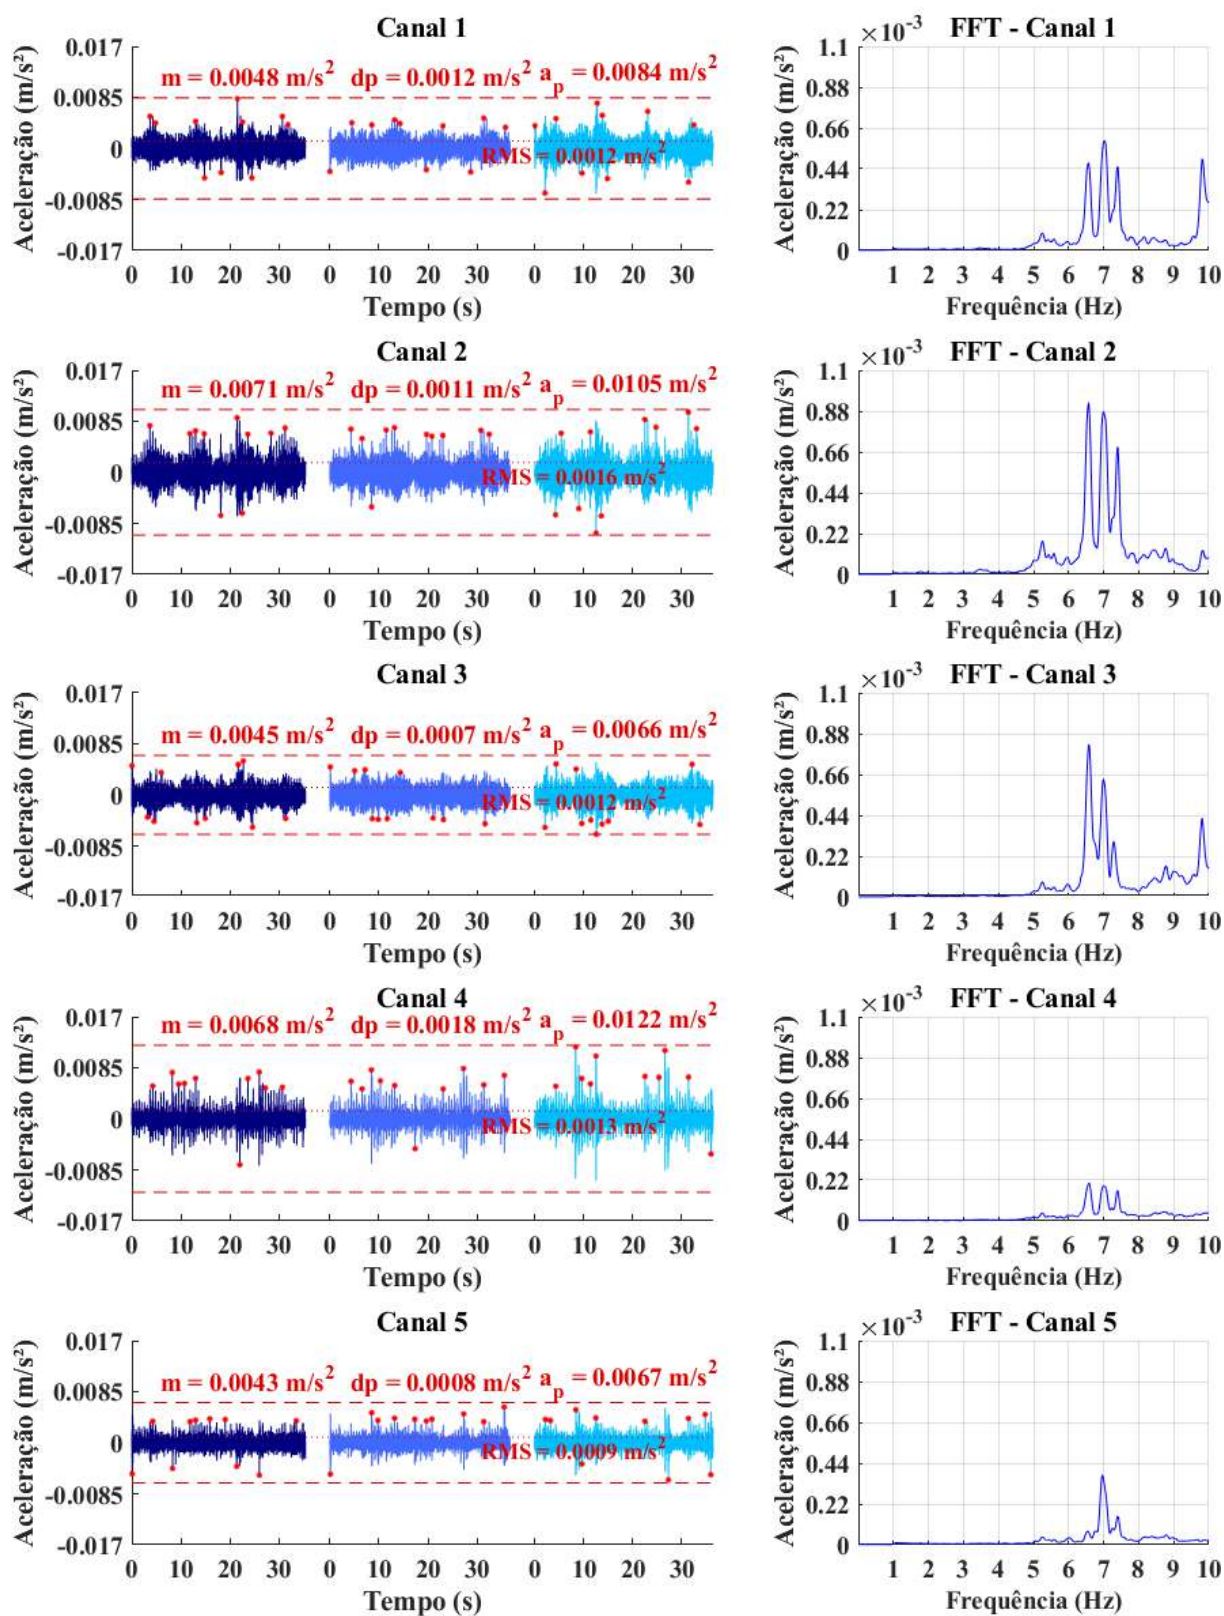 Canal 1
0.017
0.0085
0
-0.0085
-0.017
Aceleração (m/s²)
m = 0.0048 m/s² dp = 0.0012 m/s² aₚ = 0.0084 m/s²
RMS = 0.0012 m/s²
0 10 20 30 0 10 20 30 0 10 20 30
Tempo (s)
×10⁻³ FFT - Canal 1
1.1
0.88
0.66
0.44
0.22
0
Aceleração (m/s²)
1 2 3 4 5 6 7 8 9 10
Frequência (Hz)
Canal 2
0.017
0.0085
0
-0.0085
-0.017
Aceleração (m/s²)
m = 0.0071 m/s² dp = 0.0011 m/s² aₚ = 0.0105 m/s²
RMS = 0.0016 m/s²
0 10 20 30 0 10 20 30 0 10 20 30
Tempo (s)
×10⁻³ FFT - Canal 2
1.1
0.88
0.66
0.44
0.22
0
Aceleração (m/s²)
1 2 3 4 5 6 7 8 9 10
Frequência (Hz)
Canal 3
0.017
0.0085
0
-0.0085
-0.017
Aceleração (m/s²)
m = 0.0045 m/s² dp = 0.0007 m/s² aₚ = 0.0066 m/s²
RMS = 0.0012 m/s²
0 10 20 30 0 10 20 30 0 10 20 30
Tempo (s)
×10⁻³ FFT - Canal 3
1.1
0.88
0.66
0.44
0.22
0
Aceleração (m/s²)
1 2 3 4 5 6 7 8 9 10
Frequência (Hz)
Canal 4
0.017
0.0085
0
-0.0085
-0.017
Aceleração (m/s²)
m = 0.0068 m/s² dp = 0.0018 m/s² aₚ = 0.0122 m/s²
RMS = 0.0013 m/s²
0 10 20 30 0 10 20 30 0 10 20 30
Tempo (s)
×10⁻³ FFT - Canal 4
1.1
0.88
0.66
0.44
0.22
0
Aceleração (m/s²)
1 2 3 4 5 6 7 8 9 10
Frequência (Hz)
Canal 5
0.017
0.0085
0
-0.0085
-0.017
Aceleração (m/s²)
m = 0.0043 m/s² dp = 0.0008 m/s² aₚ = 0.0067 m/s²
RMS = 0.0009 m/s²
0 10 20 30 0 10 20 30 0 10 20 30
Tempo (s)
×10⁻³ FFT - Canal 5
1.1
0.88
0.66
0.44
0.22
0
Aceleração (m/s²)
1 2 3 4 5 6 7 8 9 10
Frequência (Hz)